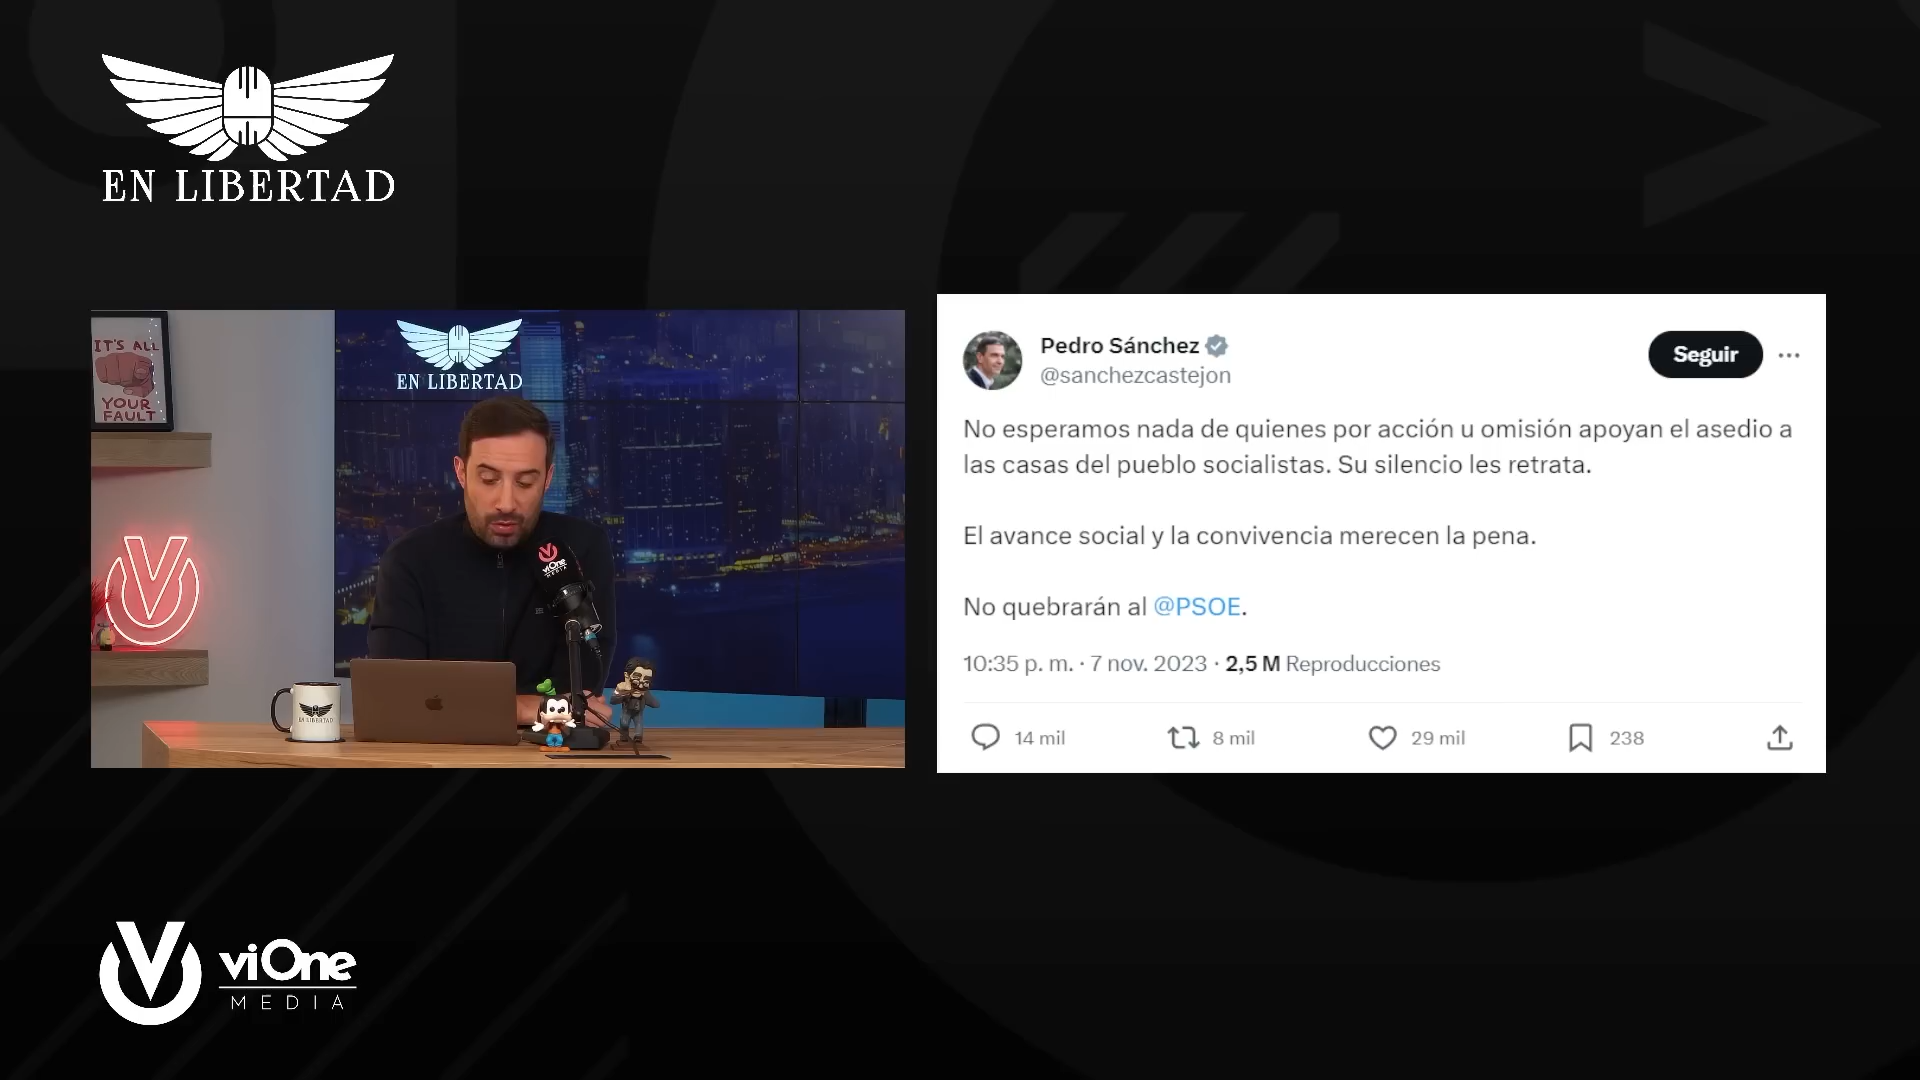 EN LIBERTAD
IT'S ALL
YOUR
FAULT
EN LIBERTAD
viOne
MEDIA
EN LIBERTAD
Pedro Sánchez
@sanchezcastejon
Seguir
No esperamos nada de quienes por acción u omisión apoyan el asedio a
las casas del pueblo socialistas. Su silencio les retrata.
El avance social y la convivencia merecen la pena.
No quebrarán al @PSOE.
10:35 p. m. · 7 nov. 2023 · 2,5 M Reproducciones
14 mil
8 mil
29 mil
238
viOne
MEDIA